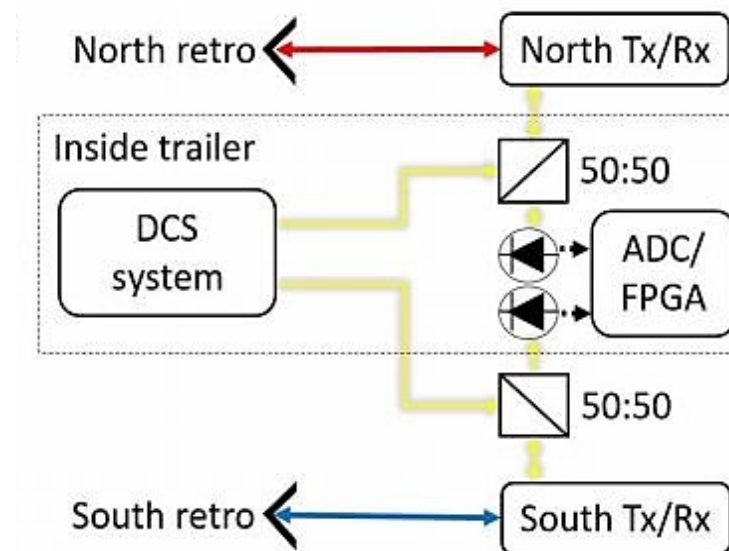 North retro
North Tx/Rx
Inside trailer
50:50
DCS
system
ADC/
FPGA
50:50
South retro
South Tx/Rx